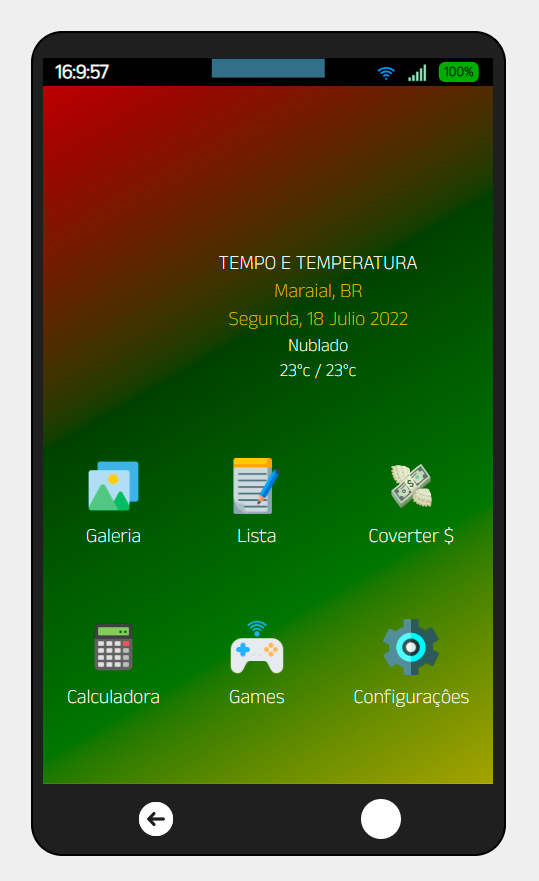 16:9:57
100%
TEMPO E TEMPERATURA
Maraial, BR
Segunda, 18 Julio 2022
Nublado
23°c / 23°c
Galeria
Lista
Coverter $
Calculadora
Games
Configurações